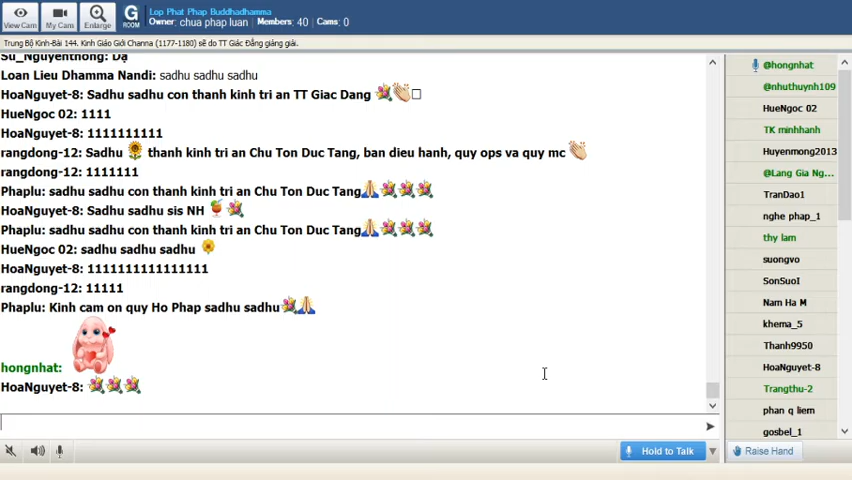 View Cam
My Cam
Enlarge
G
ROOM
Lop Phat Phap Buddhadhamma
Owner: chua phap luan Members: 40 Cams: 0
Trung Bộ Kinh-Bài 144. Kinh Giáo Giới Channa (1177-1180) sẽ do TT Giác Đẳng giảng giải.
Su_Nguyenthong: Dạ
Loan Lieu Dhamma Nandi: sadhu sadhu sadhu
HoaNguyet-8: Sadhu sadhu con thanh kinh tri an TT Giac Dang 💐👏□
HueNgoc 02: 1111
HoaNguyet-8: 1111111111
rangdong-12: Sadhu 🌻 thanh kinh tri an Chu Ton Duc Tang, ban dieu hanh, quy ops va quy mc 👏
rangdong-12: 1111111
Phaplu: sadhu sadhu con thanh kinh tri an Chu Ton Duc Tang🙏💐💐💐
HoaNguyet-8: Sadhu sadhu sis NH 🍹💐
Phaplu: sadhu sadhu con thanh kinh tri an Chu Ton Duc Tang🙏💐💐💐
HueNgoc 02: sadhu sadhu sadhu 🌼
HoaNguyet-8: 11111111111111
rangdong-12: 11111
Phaplu: Kinh cam on quy Ho Phap sadhu sadhu💐🙏
hongnhat:
HoaNguyet-8: 💐💐💐
@hongnhat
@nhuthuynh109
HueNgoc 02
TK minhhanh
Huyenmong2013
@Lang Gia Ng...
TranDao1
nghe phap_1
thy lam
suongvo
SonSuoI
Nam Ha M
khema_5
Thanh9950
HoaNguyet-8
Trangthu-2
phan q liem
gosbel_1
Hold to Talk
Raise Hand